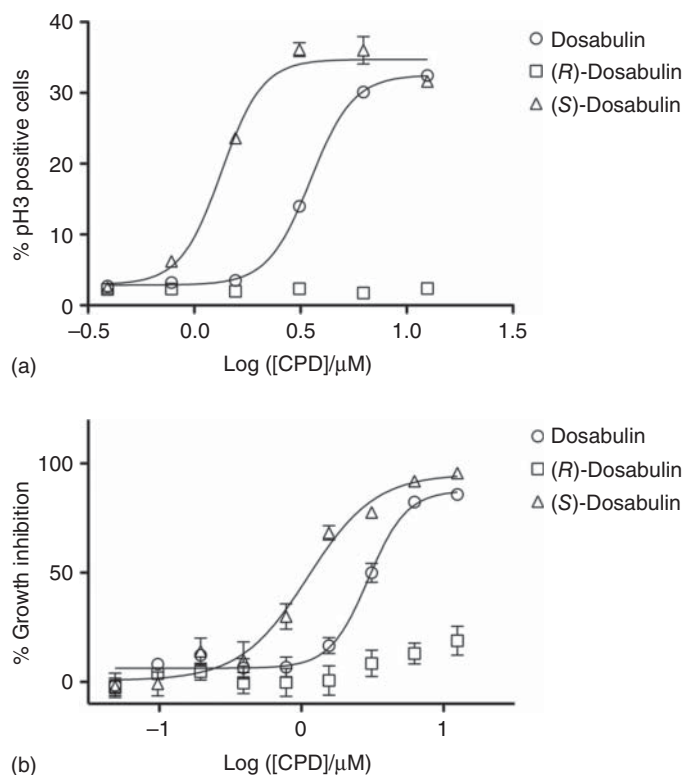 40
30
20
10
0
% pH3 positive cells
−0.5 0.0 0.5 1.0 1.5
Log ([CPD]/μM)
(a)
Dosabulin
(R)-Dosabulin
(S)-Dosabulin
100
50
0
% Growth inhibition
−1 0 1
Log ([CPD]/μM)
(b)
Dosabulin
(R)-Dosabulin
(S)-Dosabulin